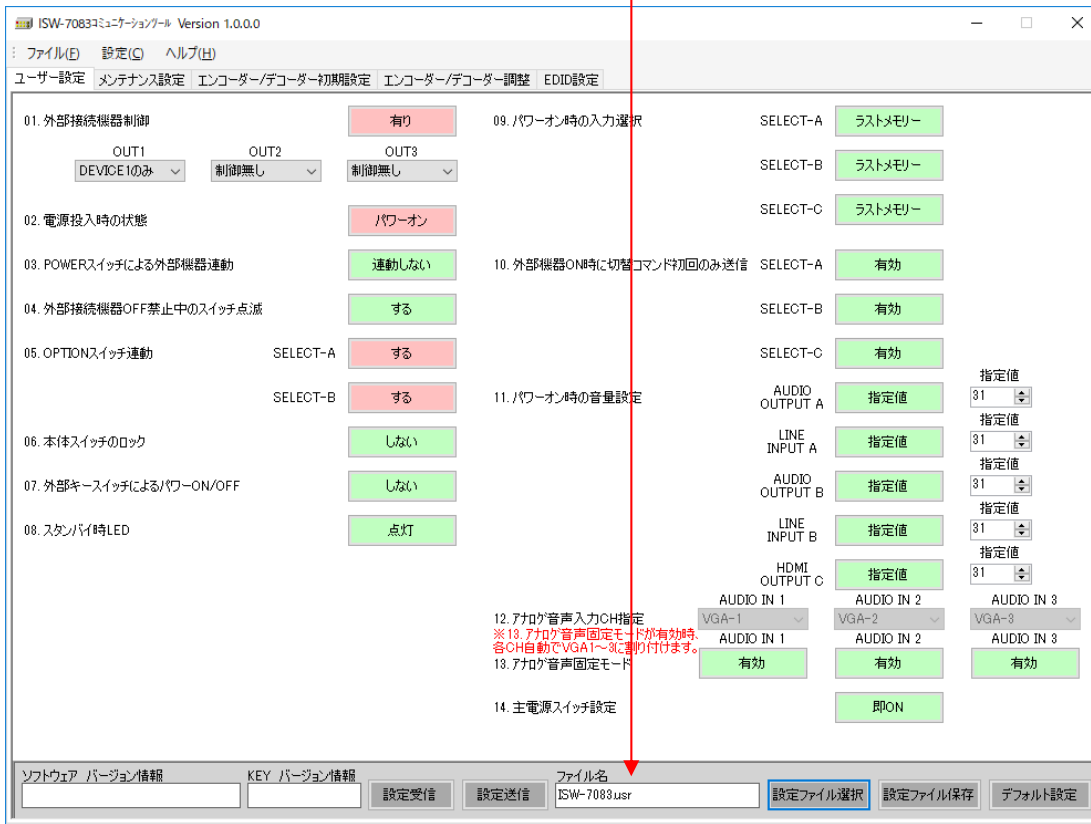 ISW-7083ｺﾐｭﾆｹｰｼｮﾝﾂｰﾙ Version 1.0.0.0
ファイル(F) 設定(C) ヘルプ(H)
ユーザー設定 メンテナンス設定 エンコーダー/デコーダー初期設定 エンコーダー/デコーダー調整 EDID設定
01. 外部接続機器制御 有り
OUT1 OUT2 OUT3
DEVICE1のみ 制御無し 制御無し
02. 電源投入時の状態 パワーオン
03. POWERスイッチによる外部機器連動 連動しない
04. 外部接続機器OFF禁止中のスイッチ点滅 する
05. OPTIONスイッチ連動 SELECT-A する
SELECT-B する
06. 本体スイッチのロック しない
07. 外部キースイッチによるパワーON/OFF しない
08. スタンバイ時LED 点灯
09. パワーオン時の入力選択 SELECT-A ラストメモリー
SELECT-B ラストメモリー
SELECT-C ラストメモリー
10. 外部機器ON時に切替コマンド初回のみ送信 SELECT-A 有効
SELECT-B 有効
SELECT-C 有効
11. パワーオン時の音量設定
指定値
AUDIO OUTPUT A 指定値 31
指定値
LINE INPUT A 指定値 31
指定値
AUDIO OUTPUT B 指定値 31
指定値
LINE INPUT B 指定値 31
指定値
HDMI OUTPUT C 指定値 31
AUDIO IN 1 AUDIO IN 2 AUDIO IN 3
12. アナログ音声入力CH指定 VGA-1 VGA-2 VGA-3
※13. アナログ音声固定モードが有効時、
各CH自動でVGA1～3に割り付けます。
AUDIO IN 1 AUDIO IN 2 AUDIO IN 3
13. アナログ音声固定モード 有効 有効 有効
14. 主電源スイッチ設定 即ON
ソフトウェア バージョン情報 KEY バージョン情報 ファイル名
設定受信 設定送信 ISW-7083.usr 設定ファイル選択 設定ファイル保存 デフォルト設定